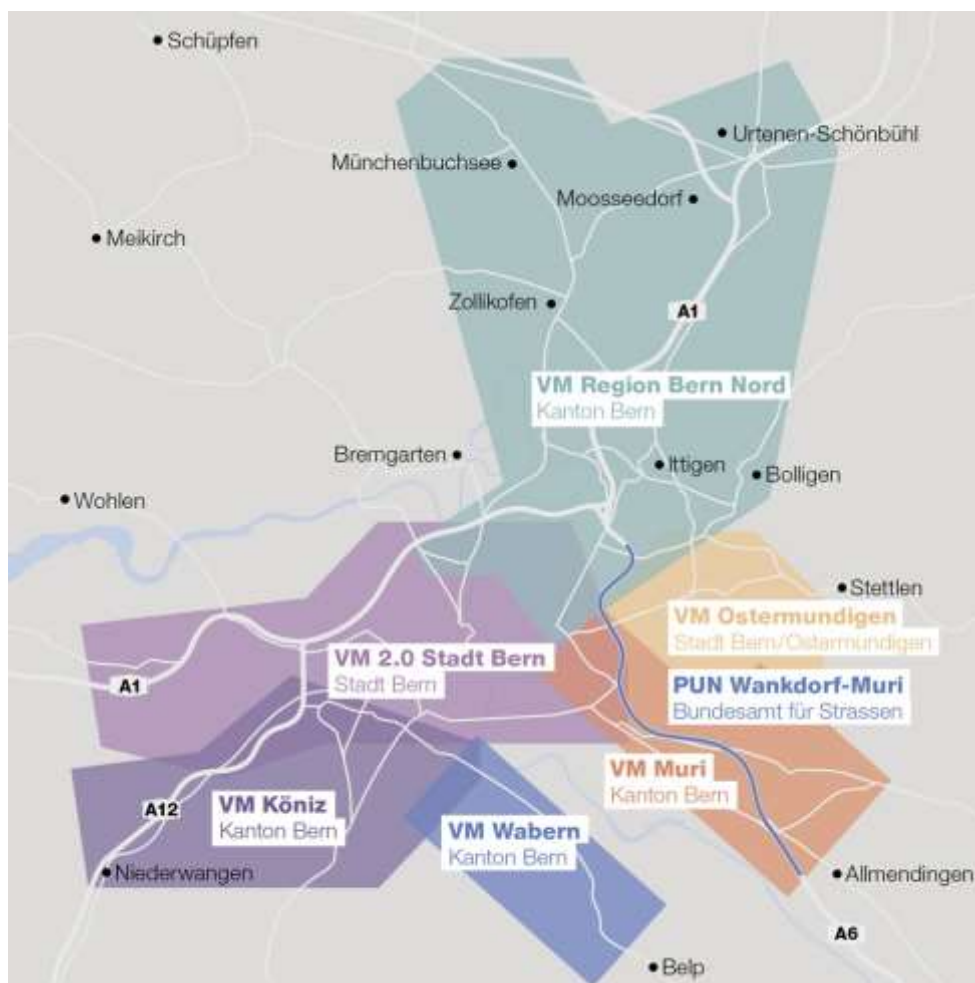 Schüpfen
Urtenen-Schönbühl
Münchenbuchsee
Moosseedorf
Meikirch
Zollikofen
A1
VM Region Bern Nord
Kanton Bern
Bremgarten
Ittigen
Bolligen
Wohlen
Stettlen
VM Ostermundigen
Stadt Bern/Ostermundigen
VM 2.0 Stadt Bern
Stadt Bern
A1
PUN Wankdorf-Muri
Bundesamt für Strassen
VM Muri
Kanton Bern
A12
VM Köniz
Kanton Bern
VM Wabern
Kanton Bern
Niederwangen
Allmendingen
A6
Belp